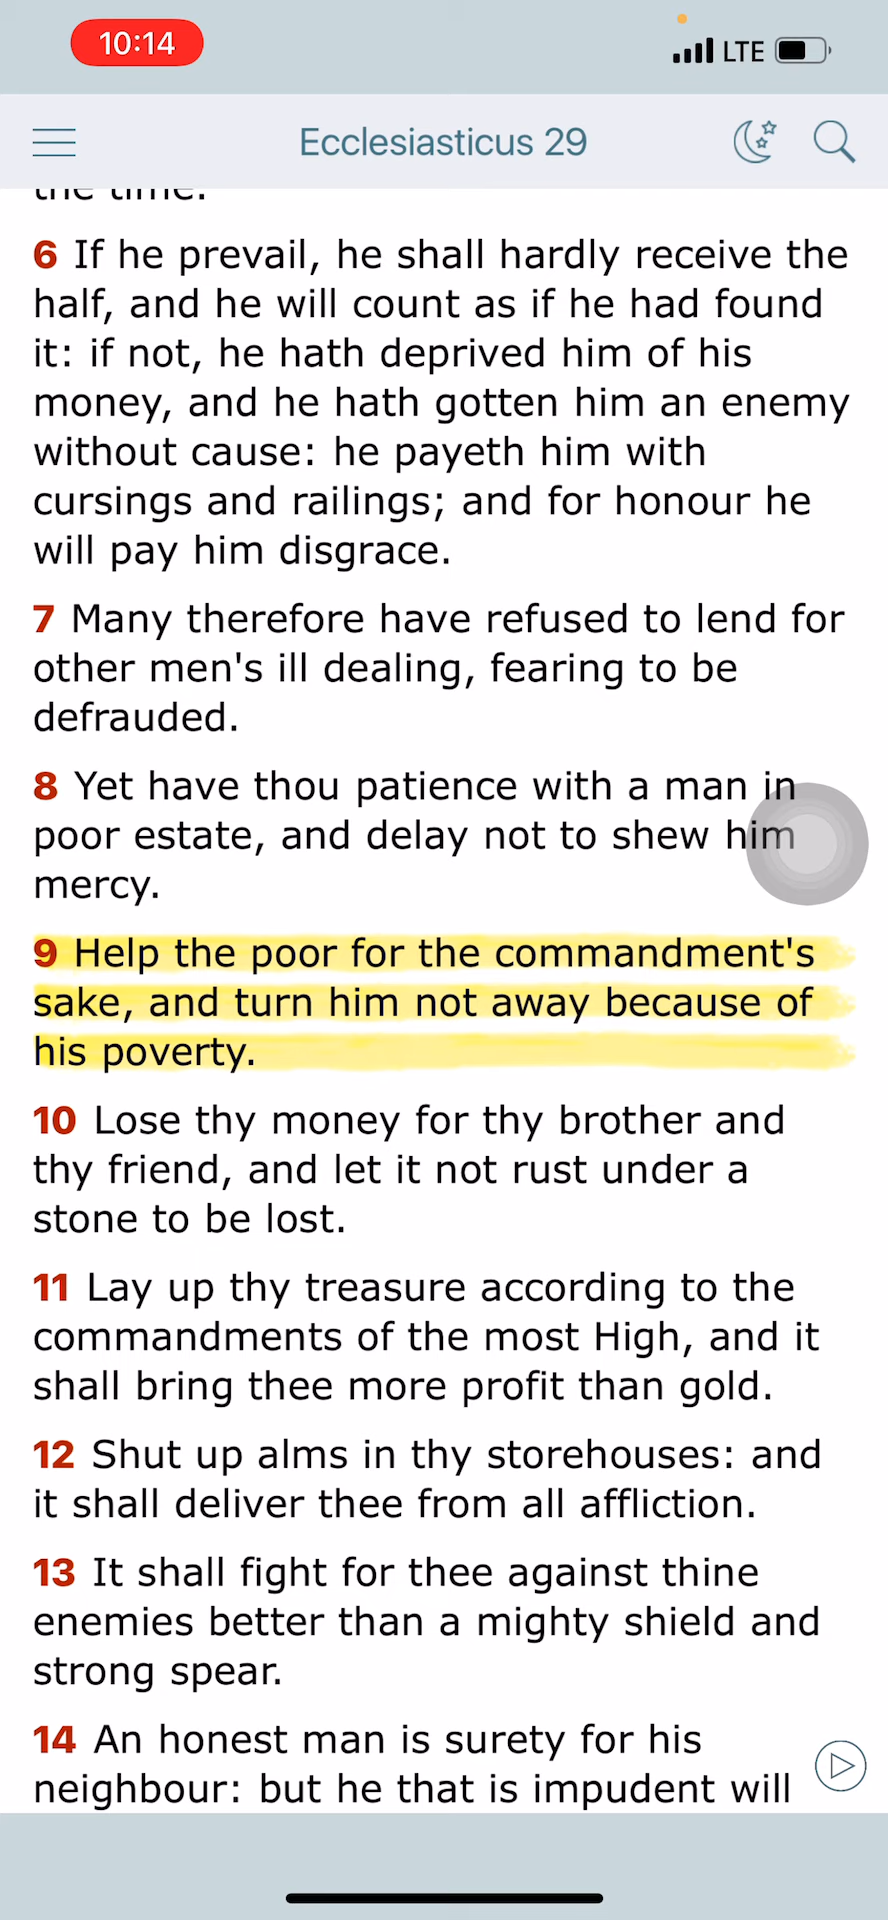 10:14
LTE
Ecclesiasticus 29
the time.
6 If he prevail, he shall hardly receive the
half, and he will count as if he had found
it: if not, he hath deprived him of his
money, and he hath gotten him an enemy
without cause: he payeth him with
cursings and railings; and for honour he
will pay him disgrace.
7 Many therefore have refused to lend for
other men's ill dealing, fearing to be
defrauded.
8 Yet have thou patience with a man in
poor estate, and delay not to shew him
mercy.
9 Help the poor for the commandment's
sake, and turn him not away because of
his poverty.
10 Lose thy money for thy brother and
thy friend, and let it not rust under a
stone to be lost.
11 Lay up thy treasure according to the
commandments of the most High, and it
shall bring thee more profit than gold.
12 Shut up alms in thy storehouses: and
it shall deliver thee from all affliction.
13 It shall fight for thee against thine
enemies better than a mighty shield and
strong spear.
14 An honest man is surety for his
neighbour: but he that is impudent will